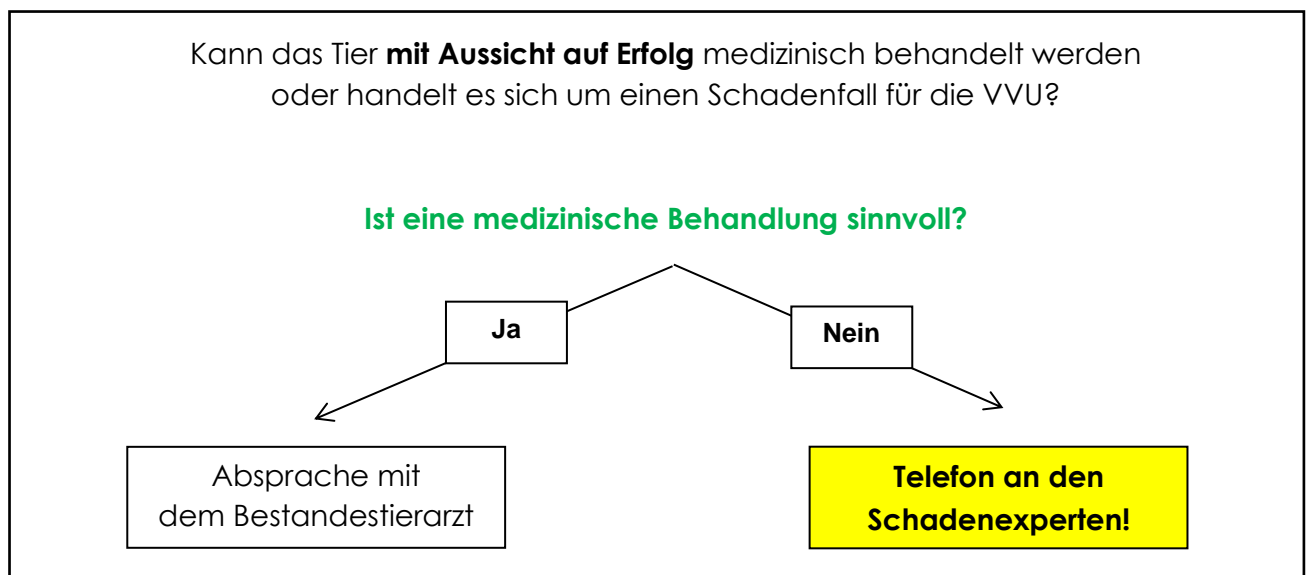 Kann das Tier mit Aussicht auf Erfolg medizinisch behandelt werden
oder handelt es sich um einen Schadenfall für die VVU?
Ist eine medizinische Behandlung sinnvoll?
Ja
Nein
Absprache mit
dem Bestandestierarzt
Telefon an den
Schadenexperten!